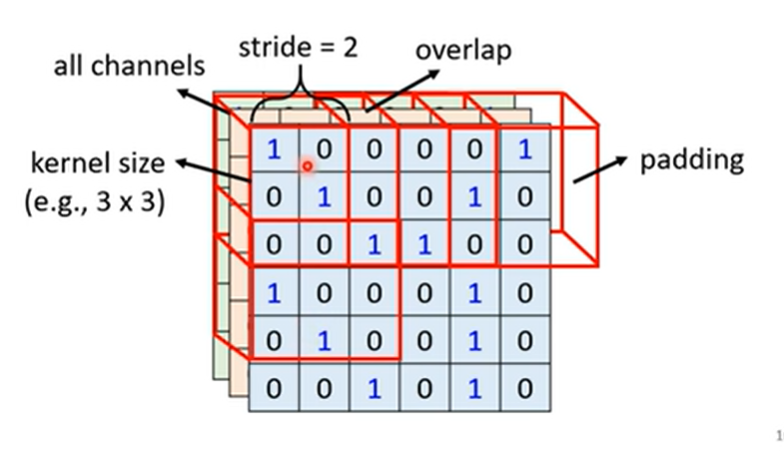 stride = 2
overlap
all channels
kernel size
(e.g., 3 x 3)
padding
1 0 0 0 0 1
0 1 0 0 1 0
0 0 1 1 0 0
1 0 0 0 1 0
0 1 0 0 1 0
0 0 1 0 1 0
1